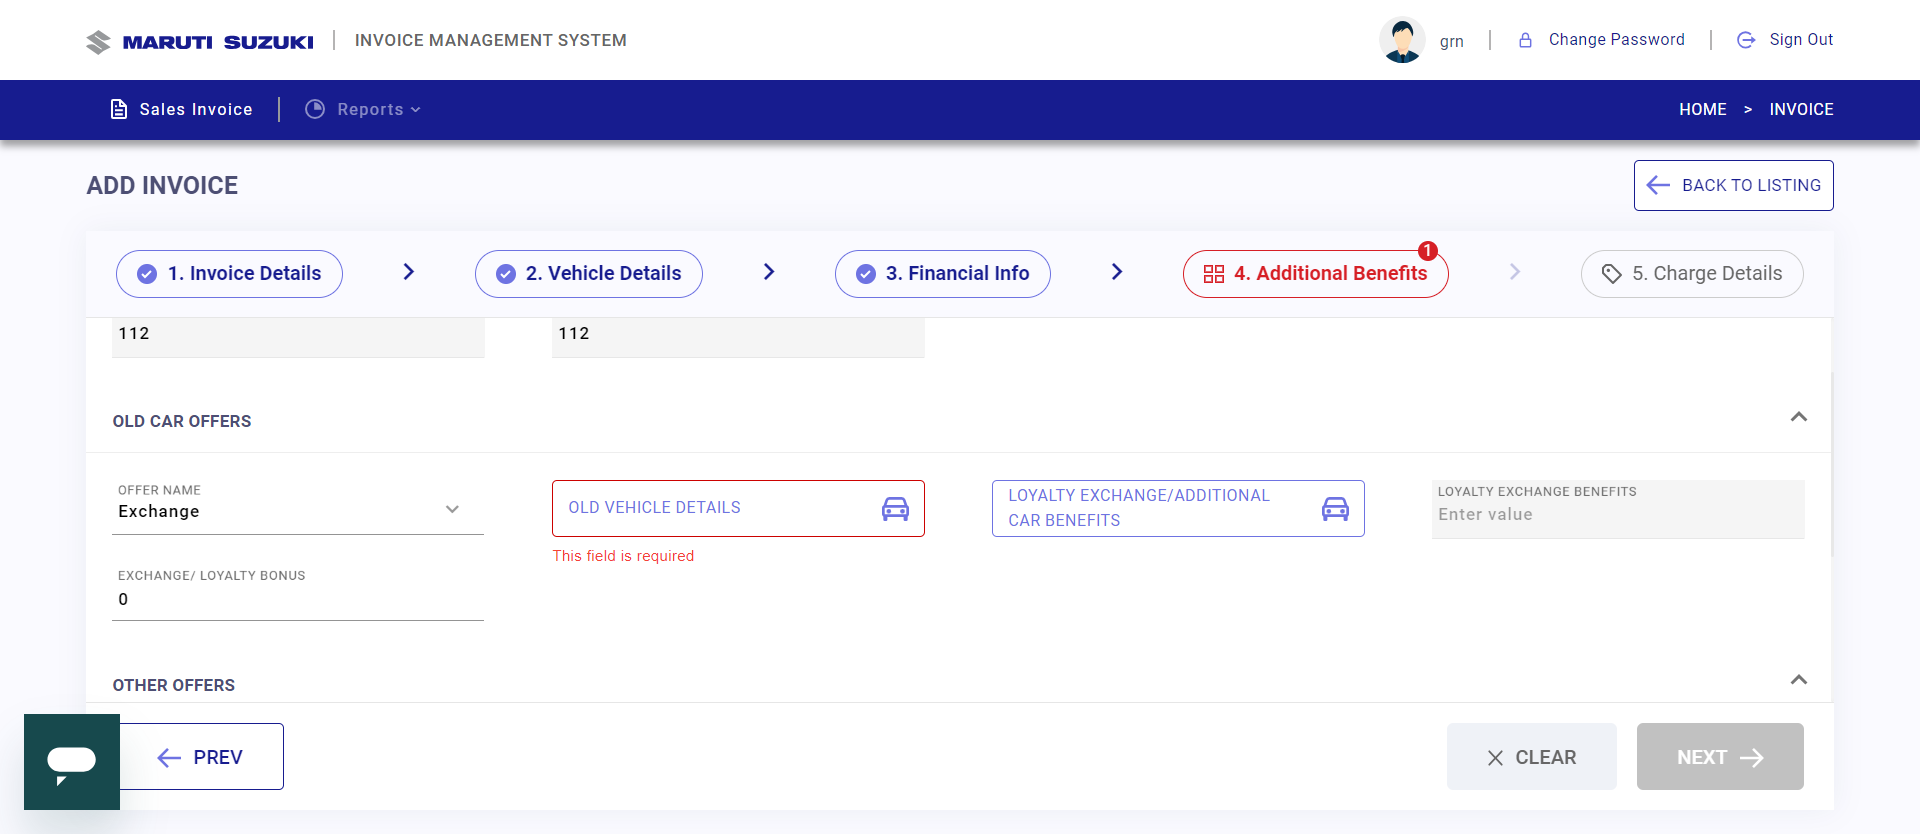 MARUTI SUZUKI
INVOICE MANAGEMENT SYSTEM
grn
Change Password
Sign Out
Sales Invoice
Reports
HOME > INVOICE
ADD INVOICE
BACK TO LISTING
1. Invoice Details
2. Vehicle Details
3. Financial Info
4. Additional Benefits
1
5. Charge Details
112
112
OLD CAR OFFERS
OFFER NAME
Exchange
OLD VEHICLE DETAILS
This field is required
LOYALTY EXCHANGE/ADDITIONAL
CAR BENEFITS
LOYALTY EXCHANGE BENEFITS
Enter value
EXCHANGE/ LOYALTY BONUS
0
OTHER OFFERS
PREV
CLEAR
NEXT